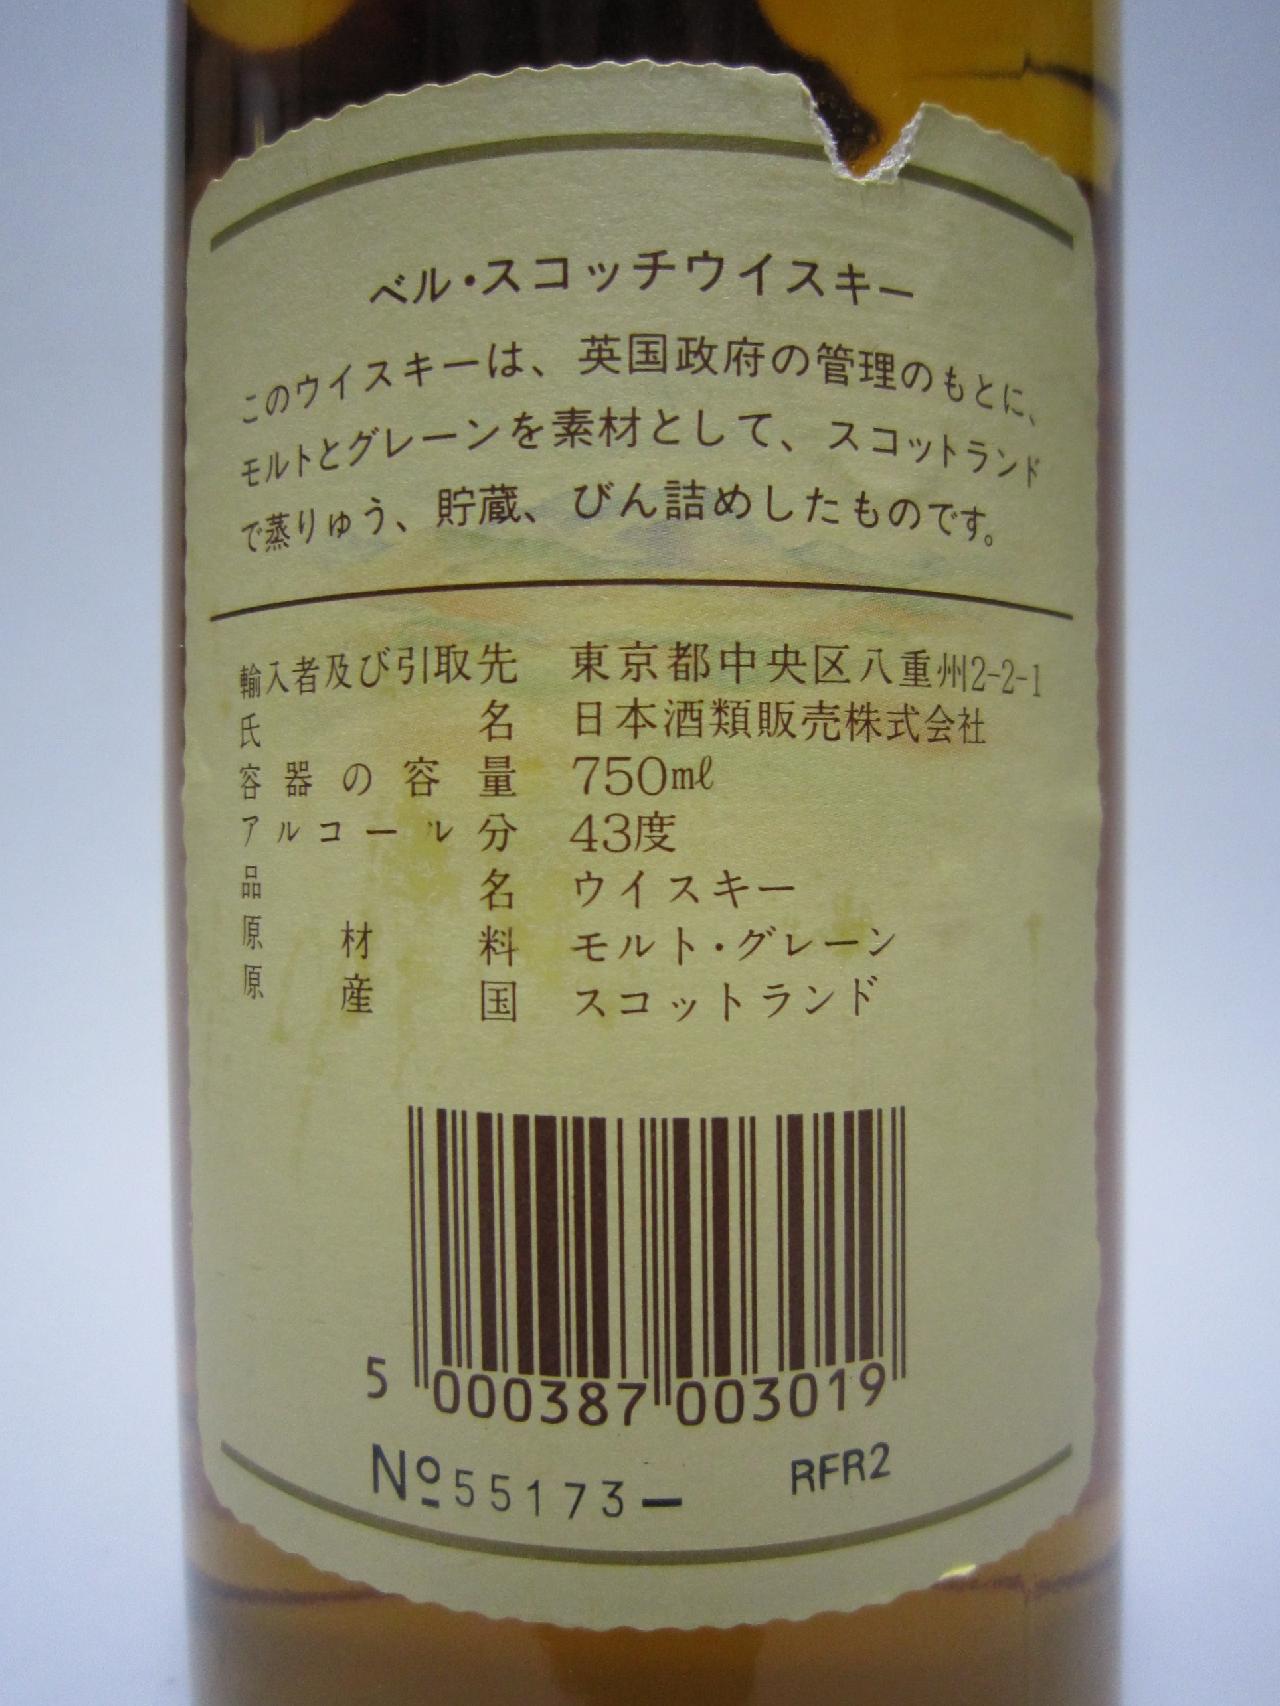 ベル・スコッチウイスキー
このウイスキーは、英国政府の管理のもとに、
モルトとグレーンを素材として、スコットランド
で蒸りゅう、貯蔵、びん詰めしたものです。
輸入者及び引取先 東京都中央区八重州2-2-1
氏名 日本酒類販売株式会社
容器の容量 750mℓ
アルコール分 43度
品名 ウイスキー
原材料 モルト・グレーン
原産国 スコットランド
5 000387 003019
№55173— RFR2